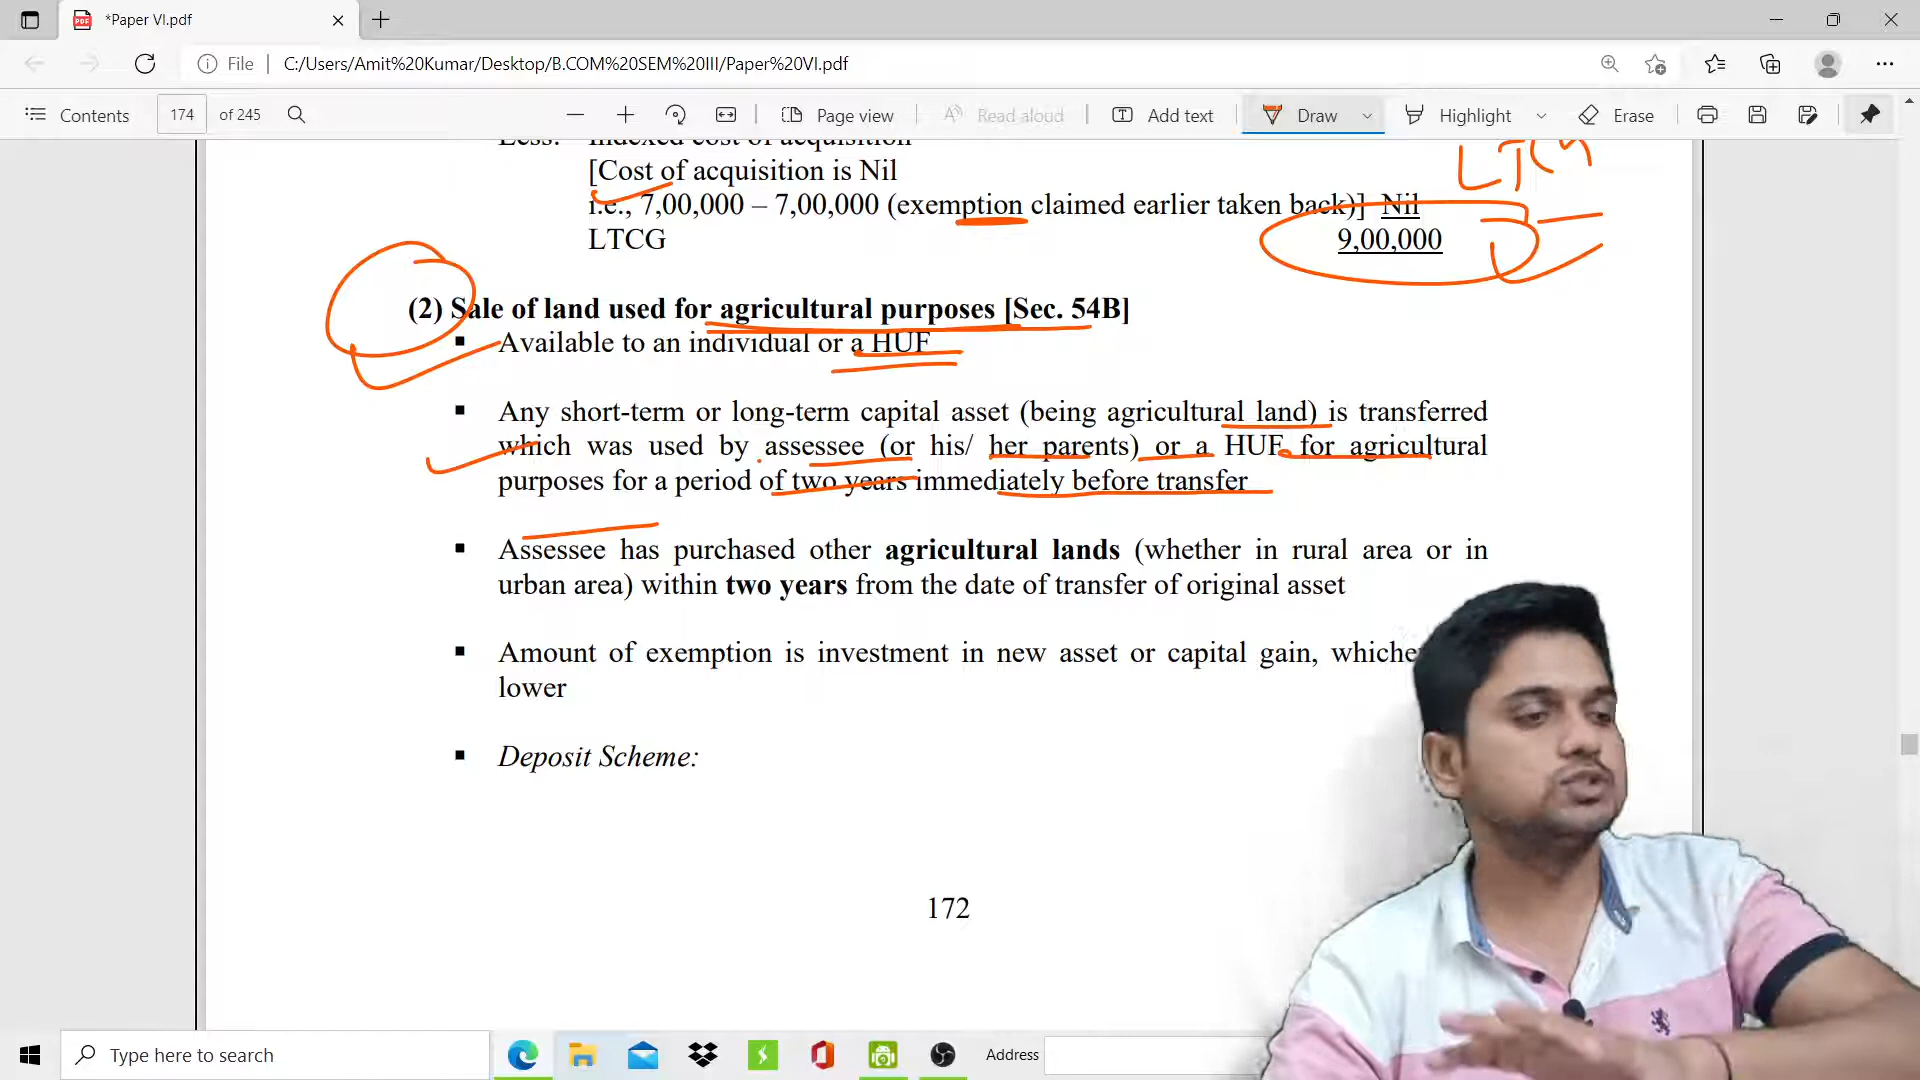 *Paper VI.pdf
File
C:/Users/Amit%20Kumar/Desktop/B.COM%20SEM%20III/Paper%20VI.pdf
Contents
174 of 245
Page view
Read aloud
Add text
Draw
Highlight
Erase
Less: Indexed cost of acquisition
[Cost of acquisition is Nil
i.e., 7,00,000 – 7,00,000 (exemption claimed earlier taken back)] Nil
LTCG 9,00,000
LTCG
(2) Sale of land used for agricultural purposes [Sec. 54B]
▪ Available to an individual or a HUF
▪ Any short-term or long-term capital asset (being agricultural land) is transferred
which was used by assessee (or his/ her parents) or a HUF for agricultural
purposes for a period of two years immediately before transfer
▪ Assessee has purchased other agricultural lands (whether in rural area or in
urban area) within two years from the date of transfer of original asset
▪ Amount of exemption is investment in new asset or capital gain,
lower
▪ Deposit Scheme:
172
Type here to search
Address